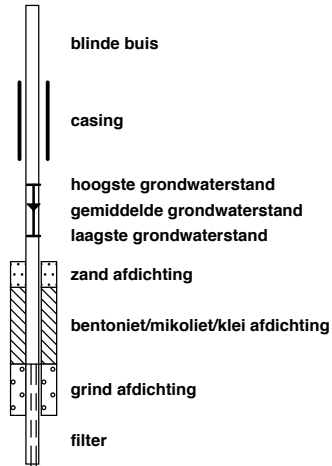 blinde buis
casing
hoogste grondwaterstand
gemiddelde grondwaterstand
laagste grondwaterstand
zand afdichting
bentoniet/mikoliet/klei afdichting
grind afdichting
filter